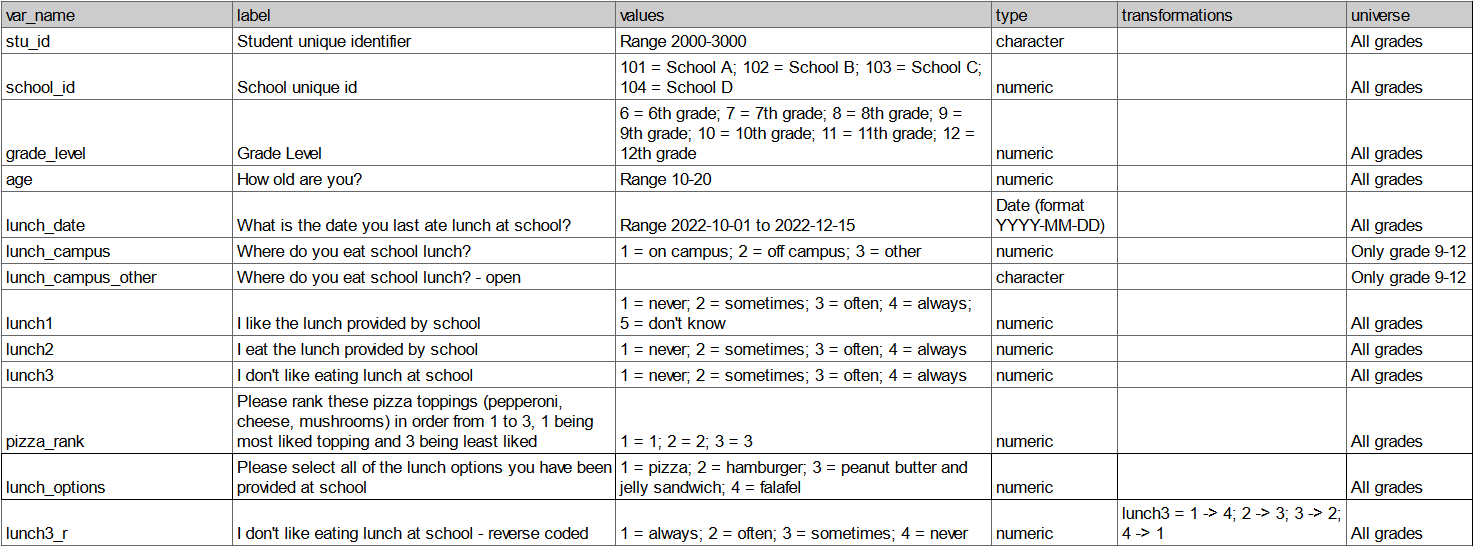 var_name label values type transformations universe
stu_id Student unique identifier Range 2000-3000 character All grades
101 = School A; 102 = School B; 103 = School C;
school_id School unique id 104 = School D numeric All grades
6 = 6th grade; 7 = 7th grade; 8 = 8th grade; 9 =
9th grade; 10 = 10th grade; 11 = 11th grade; 12 =
grade_level Grade Level 12th grade numeric All grades
age How old are you? Range 10-20 numeric All grades
Date (format
lunch_date What is the date you last ate lunch at school? Range 2022-10-01 to 2022-12-15 YYYY-MM-DD) All grades
lunch_campus Where do you eat school lunch? 1 = on campus; 2 = off campus; 3 = other numeric Only grade 9-12
lunch_campus_other Where do you eat school lunch? - open character Only grade 9-12
1 = never; 2 = sometimes; 3 = often; 4 = always;
lunch1 I like the lunch provided by school 5 = don't know numeric All grades
lunch2 I eat the lunch provided by school 1 = never; 2 = sometimes; 3 = often; 4 = always numeric All grades
lunch3 I don't like eating lunch at school 1 = never; 2 = sometimes; 3 = often; 4 = always numeric All grades
Please rank these pizza toppings (pepperoni,
cheese, mushrooms) in order from 1 to 3, 1 being
pizza_rank most liked topping and 3 being least liked 1 = 1; 2 = 2; 3 = 3 numeric All grades
Please select all of the lunch options you have been 1 = pizza; 2 = hamburger; 3 = peanut butter and
lunch_options provided at school jelly sandwich; 4 = falafel numeric All grades
lunch3 = 1 -> 4; 2 -> 3; 3 -> 2;
lunch3_r I don't like eating lunch at school - reverse coded 1 = always; 2 = often; 3 = sometimes; 4 = never numeric 4 -> 1 All grades